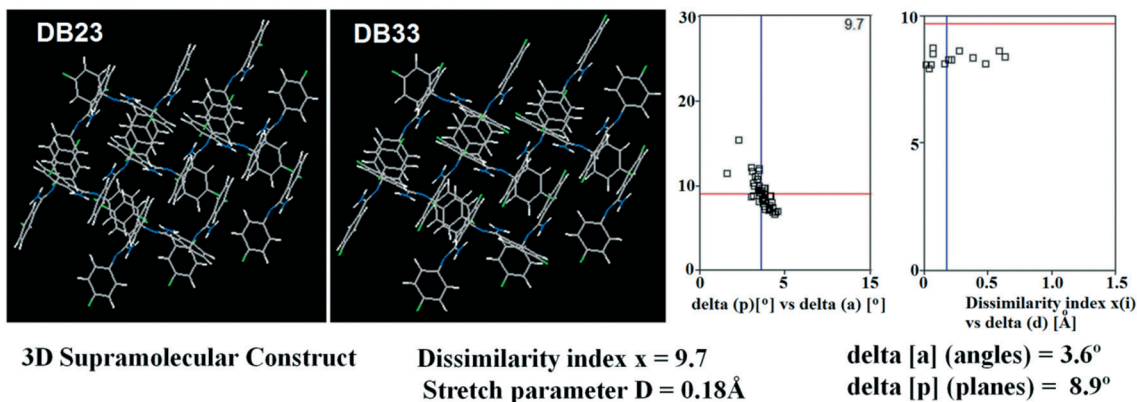 DB23
DB33
30
20
10
0
5
15
9.7
delta (p)[°] vs delta (a) [°]
10
5
0
0
0.5
1.0
1.5
Dissimilarity index x(i)
vs delta (d) [Å]
3D Supramolecular Construct
Dissimilarity index x = 9.7
Stretch parameter D = 0.18Å
delta [a] (angles) = 3.6°
delta [p] (planes) = 8.9°